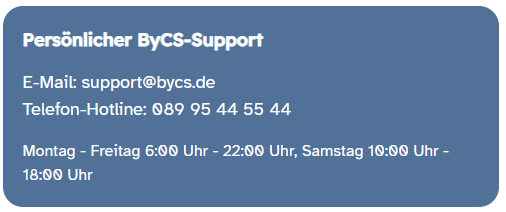 Persönlicher ByCS-Support
E-Mail: support@bycs.de
Telefon-Hotline: 089 95 44 55 44
Montag - Freitag 6:00 Uhr - 22:00 Uhr, Samstag 10:00 Uhr -
18:00 Uhr